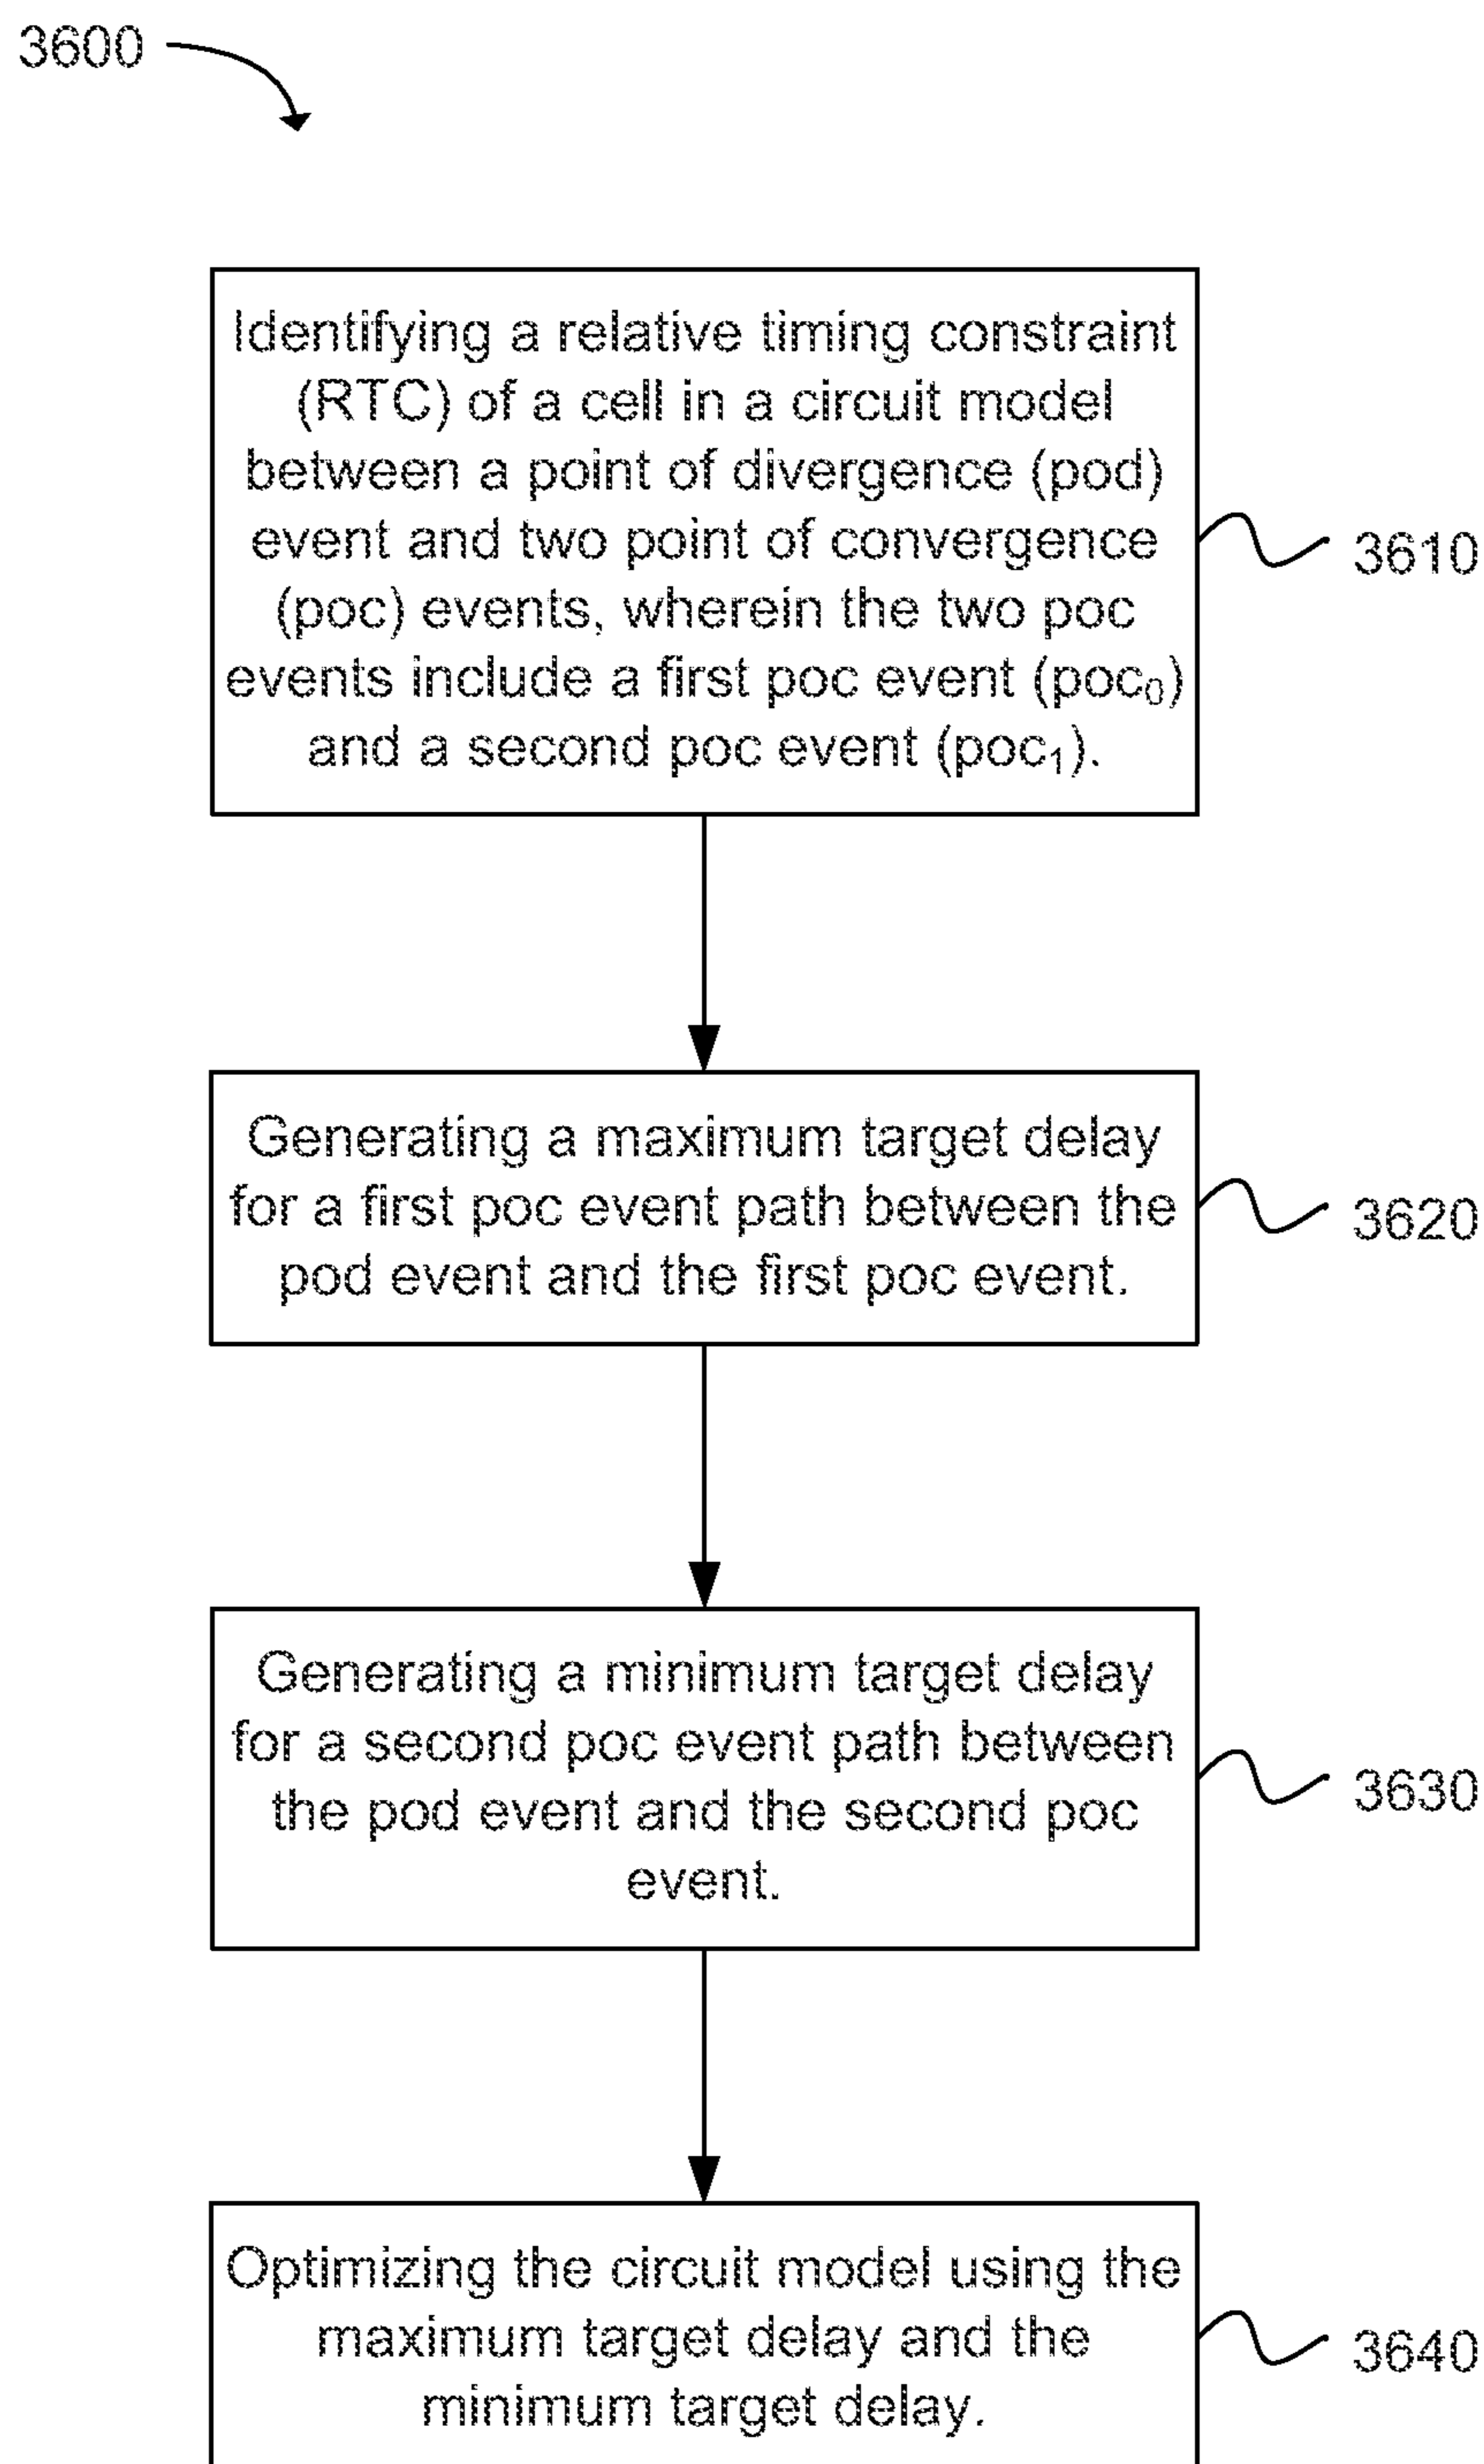 3600
Identifying a relative timing constraint
(RTC) of a cell in a circuit model
between a point of divergence (pod)
event and two point of convergence
(poc) events, wherein the two poc
events include a first poc event (poc₀)
and a second poc event (poc₁).
3610
Generating a maximum target delay
for a first poc event path between the
pod event and the first poc event.
3620
Generating a minimum target delay
for a second poc event path between
the pod event and the second poc
event.
3630
Optimizing the circuit model using the
maximum target delay and the
minimum target delay.
3640